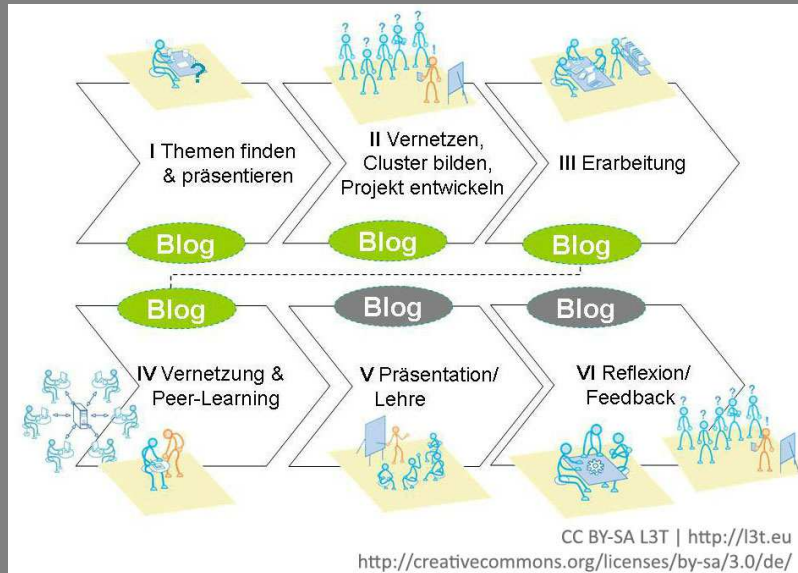 I Themen finden
& präsentieren
II Vernetzen,
Cluster bilden,
Projekt entwickeln
III Erarbeitung
Blog
Blog
Blog
Blog
Blog
Blog
IV Vernetzung &
Peer-Learning
V Präsentation/
Lehre
VI Reflexion/
Feedback
CC BY-SA L3T | http://l3t.eu
http://creativecommons.org/licenses/by-sa/3.0/de/